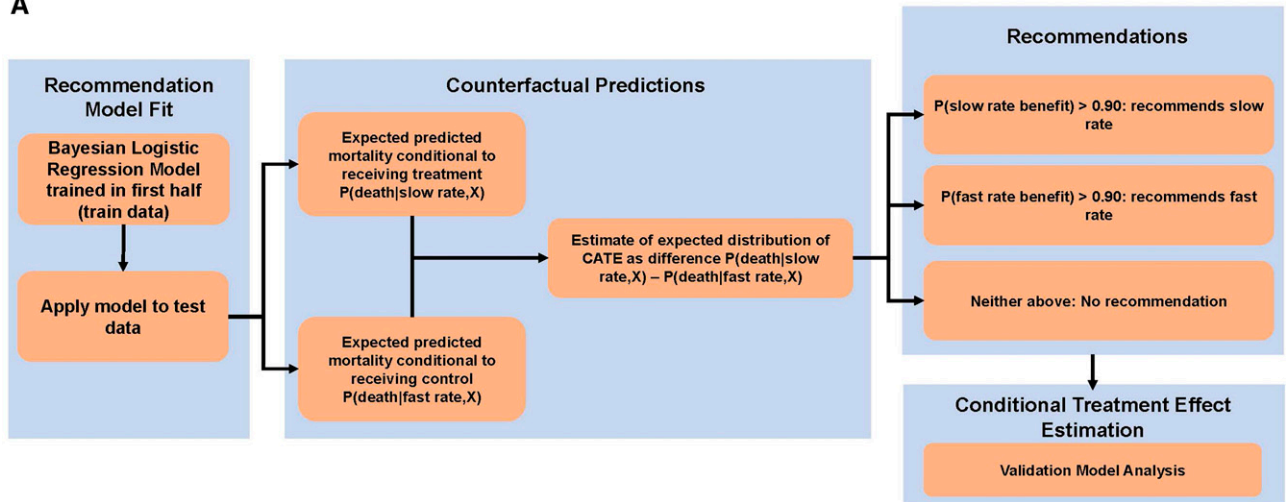 A
Recommendation
Model Fit
Bayesian Logistic
Regression Model
trained in first half
(train data)
Apply model to test
data
Counterfactual Predictions
Expected predicted
mortality conditional to
receiving treatment
P(death|slow rate,X)
Expected predicted
mortality conditional to
receiving control
P(death|fast rate,X)
Estimate of expected distribution of
CATE as difference P(death|slow
rate,X) – P(death|fast rate,X)
Recommendations
P(slow rate benefit) > 0.90: recommends slow
rate
P(fast rate benefit) > 0.90: recommends fast
rate
Neither above: No recommendation
Conditional Treatment Effect
Estimation
Validation Model Analysis